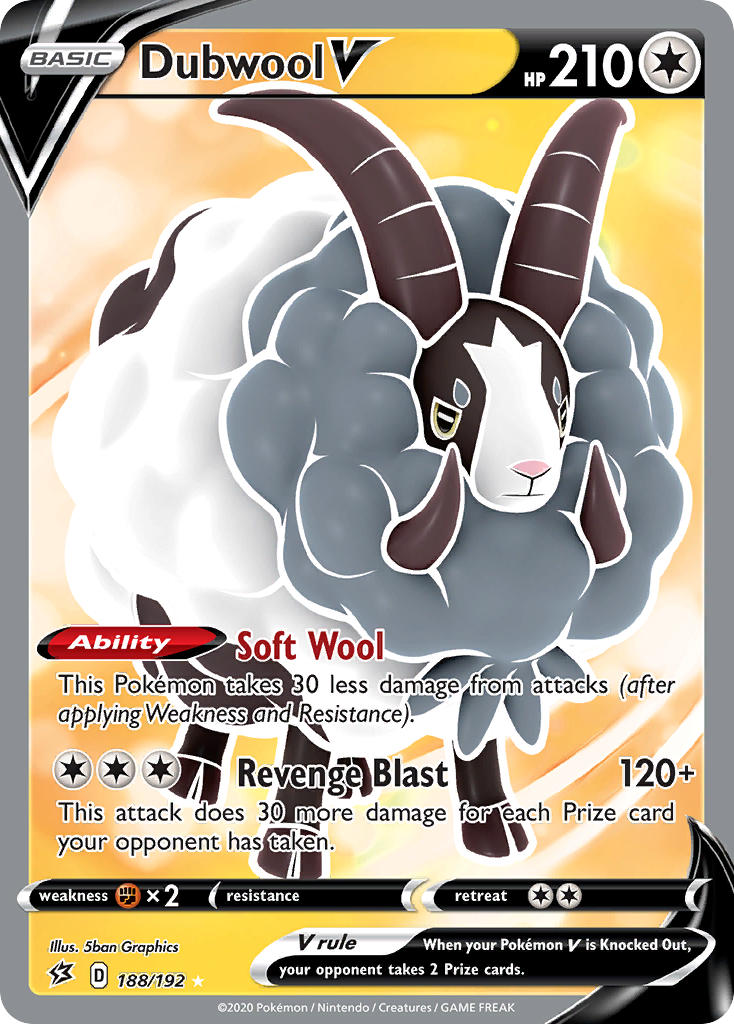 BASIC Dubwool V HP 210
Ability Soft Wool
This Pokémon takes 30 less damage from attacks (after
applying Weakness and Resistance).
Revenge Blast 120+
This attack does 30 more damage for each Prize card
your opponent has taken.
weakness ×2 resistance retreat
Illus. 5ban Graphics
V rule When your Pokémon V is Knocked Out,
your opponent takes 2 Prize cards.
D 188/192
©2020 Pokémon / Nintendo / Creatures / GAME FREAK